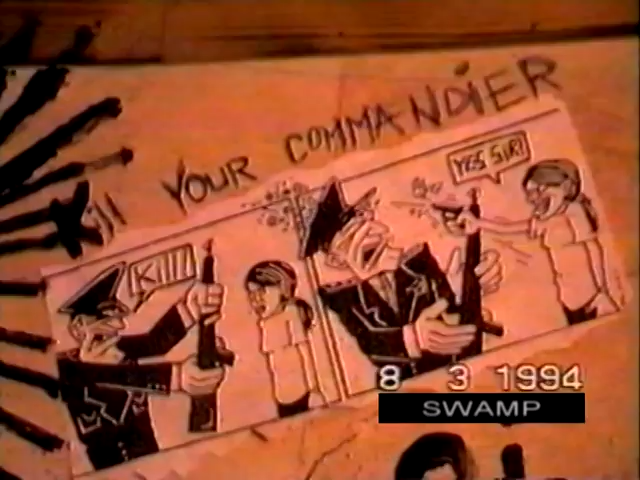 Kill YOUR COMMANDIER
KILL!
YES SIR!
8 3 1994
SWAMP